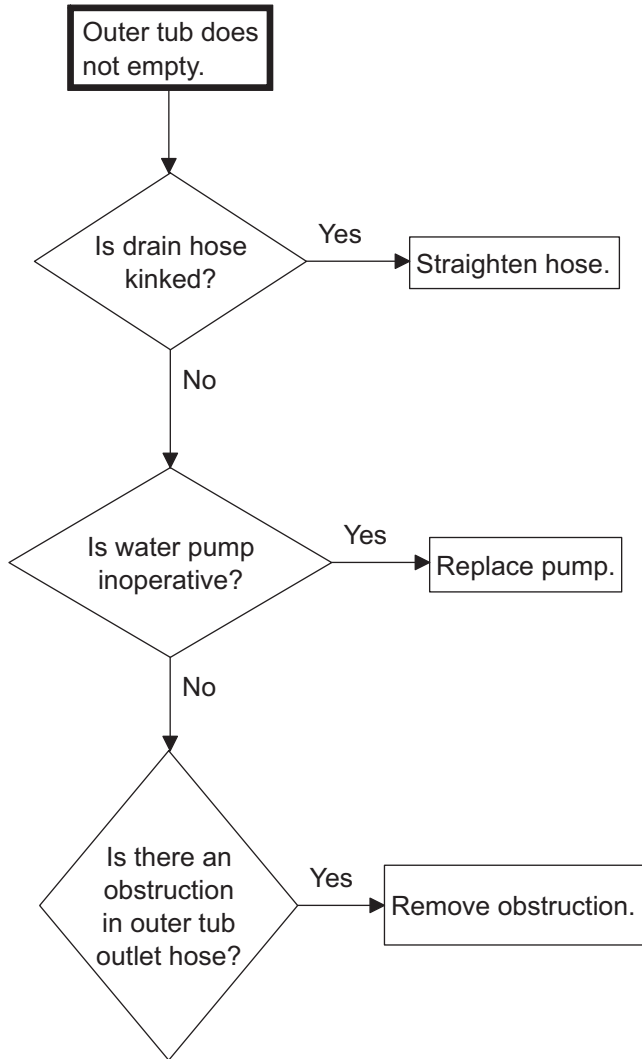 Outer tub does
not empty.
Is drain hose
kinked?
Yes
Straighten hose.
No
Is water pump
inoperative?
Yes
Replace pump.
No
Is there an
obstruction
in outer tub
outlet hose?
Yes
Remove obstruction.